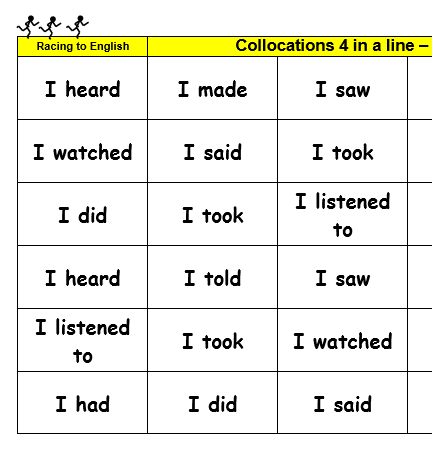 Racing to English
Collocations 4 in a line –
I heard
I made
I saw
I watched
I said
I took
I did
I took
I listened
to
I heard
I told
I saw
I listened
to
I took
I watched
I had
I did
I said